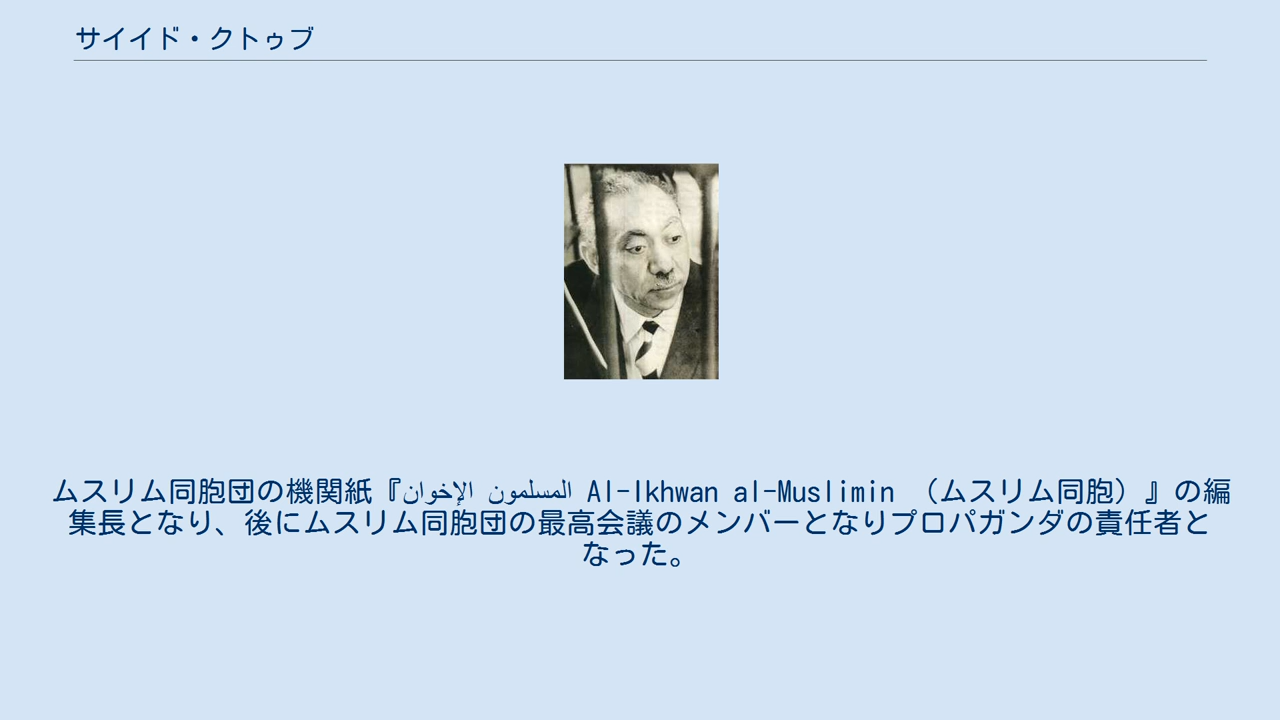 サイイド・クトゥブ
ムスリム同胞団の機関紙『المسلمون الإخوان Al-Ikhwan al-Muslimin （ムスリム同胞）』の編
集長となり、後にムスリム同胞団の最高会議のメンバーとなりプロパガンダの責任者と
なった。